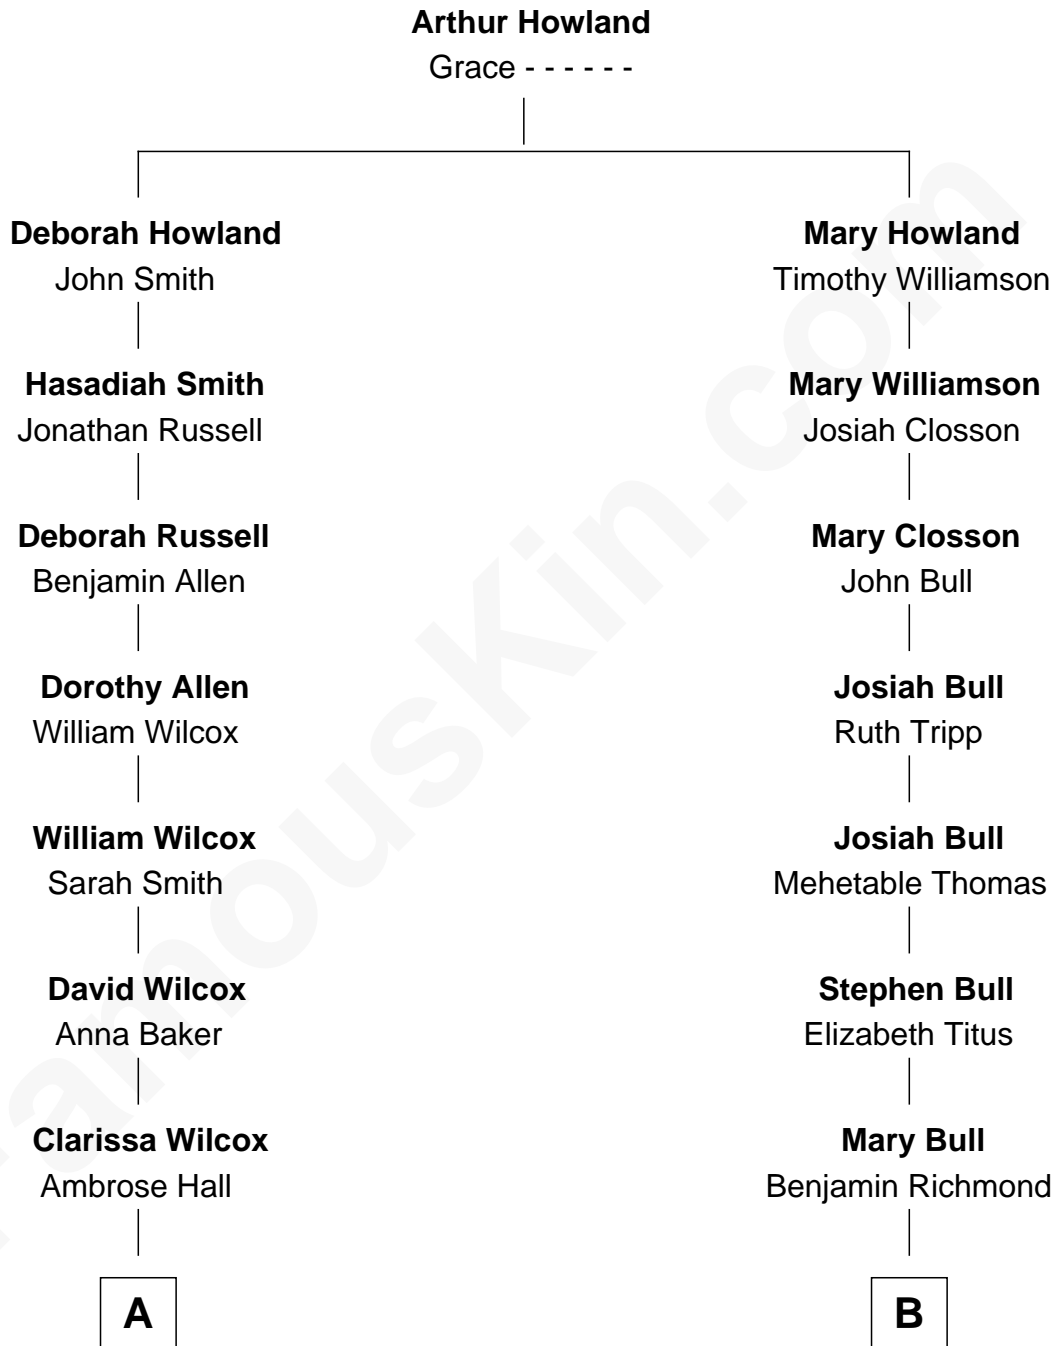 Arthur Howland
Grace - - - - - -
Deborah Howland
John Smith
Mary Howland
Timothy Williamson
Hasadiah Smith
Jonathan Russell
Mary Williamson
Josiah Closson
Deborah Russell
Benjamin Allen
Mary Closson
John Bull
Dorothy Allen
William Wilcox
Josiah Bull
Ruth Tripp
William Wilcox
Sarah Smith
Josiah Bull
Mehetable Thomas
David Wilcox
Anna Baker
Stephen Bull
Elizabeth Titus
Clarissa Wilcox
Ambrose Hall
Mary Bull
Benjamin Richmond
A
B
FamousKin.com